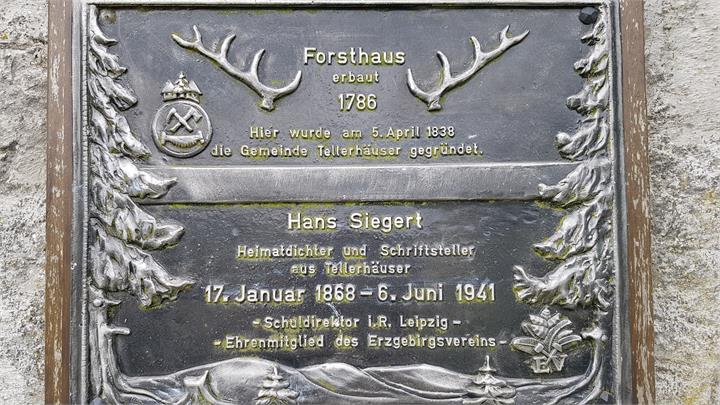 Forsthaus
erbaut
1786
Hier wurde am 5. April 1838
die Gemeinde Tellerhäuser gegründet.
Hans Siegert
Heimatdichter und Schriftsteller
aus Tellerhäuser
17. Januar 1868 – 6. Juni 1941
- Schuldirektor i.R. Leipzig -
- Ehrenmitglied des Erzgebirgsvereins -
EV